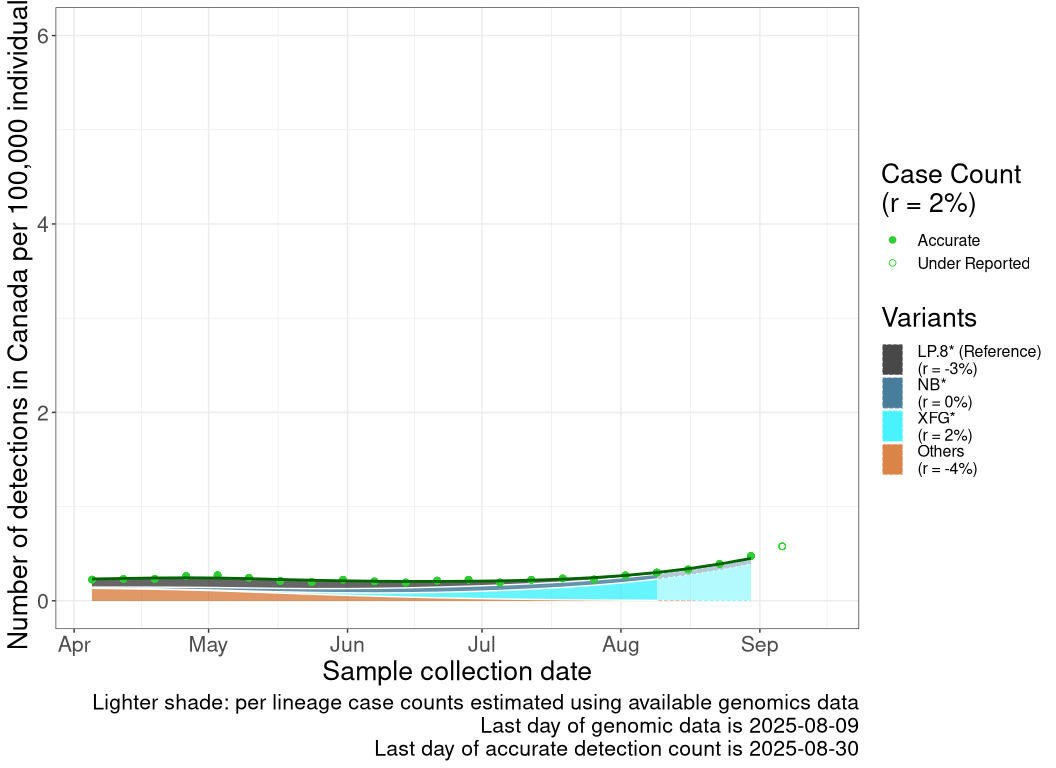 Number of detections in Canada per 100,000 individual
6
4
2
0
Apr
May
Jun
Jul
Aug
Sep
Sample collection date
Lighter shade: per lineage case counts estimated using available genomics data
Last day of genomic data is 2025-08-09
Last day of accurate detection count is 2025-08-30
Case Count
(r = 2%)
Accurate
Under Reported
Variants
LP.8* (Reference)
(r = -3%)
NB*
(r = 0%)
XFG*
(r = 2%)
Others
(r = -4%)